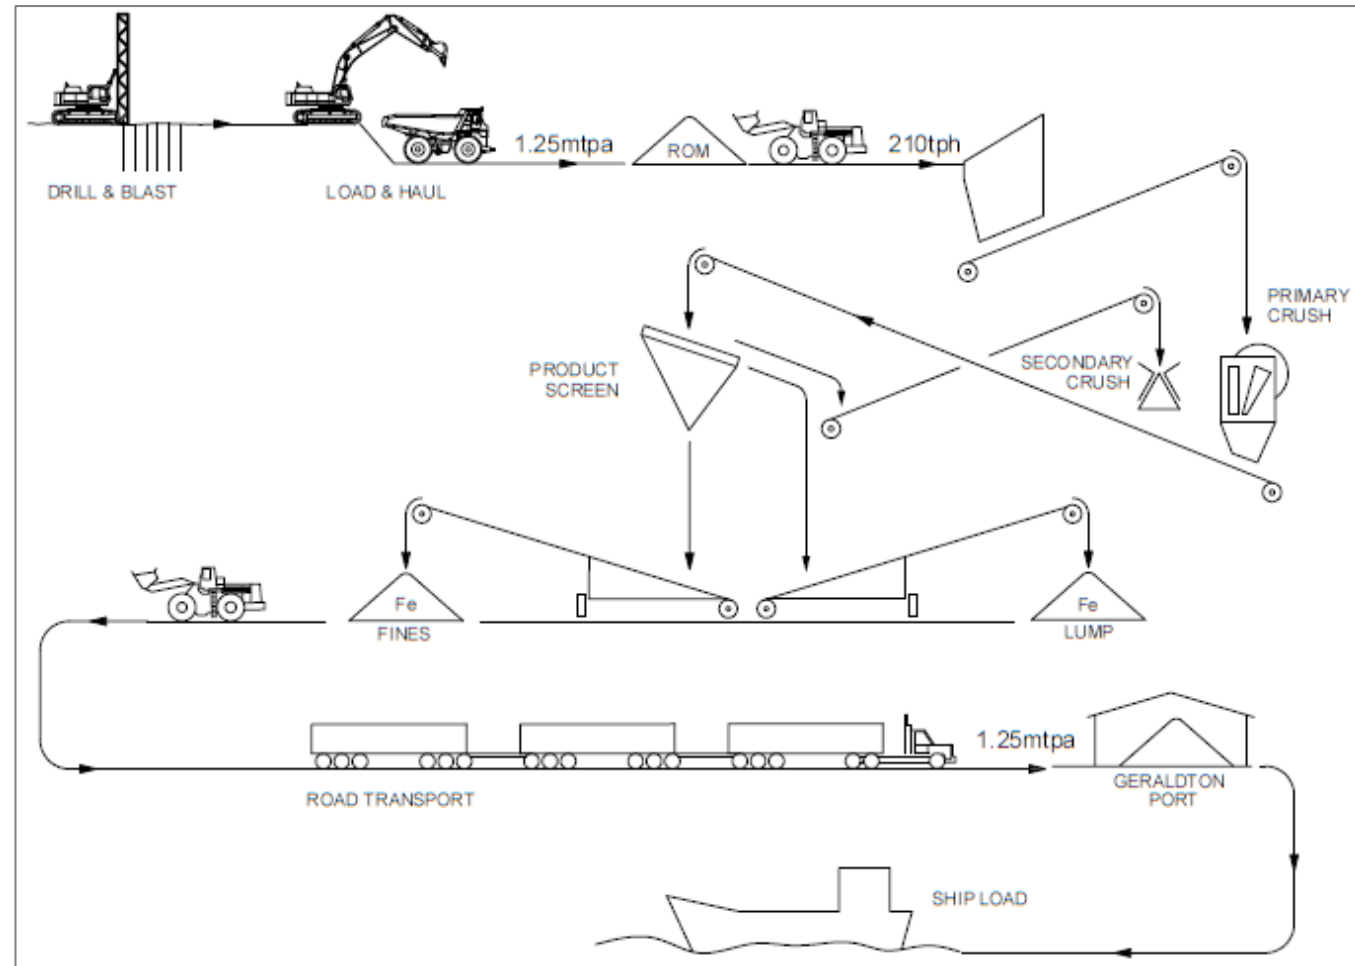 1.25mtpa
ROM
210tph
DRILL & BLAST
LOAD & HAUL
PRIMARY
CRUSH
SECONDARY
CRUSH
PRODUCT
SCREEN
Fe
FINES
Fe
LUMP
1.25mtpa
ROAD TRANSPORT
GERALDTON
PORT
SHIP LOAD